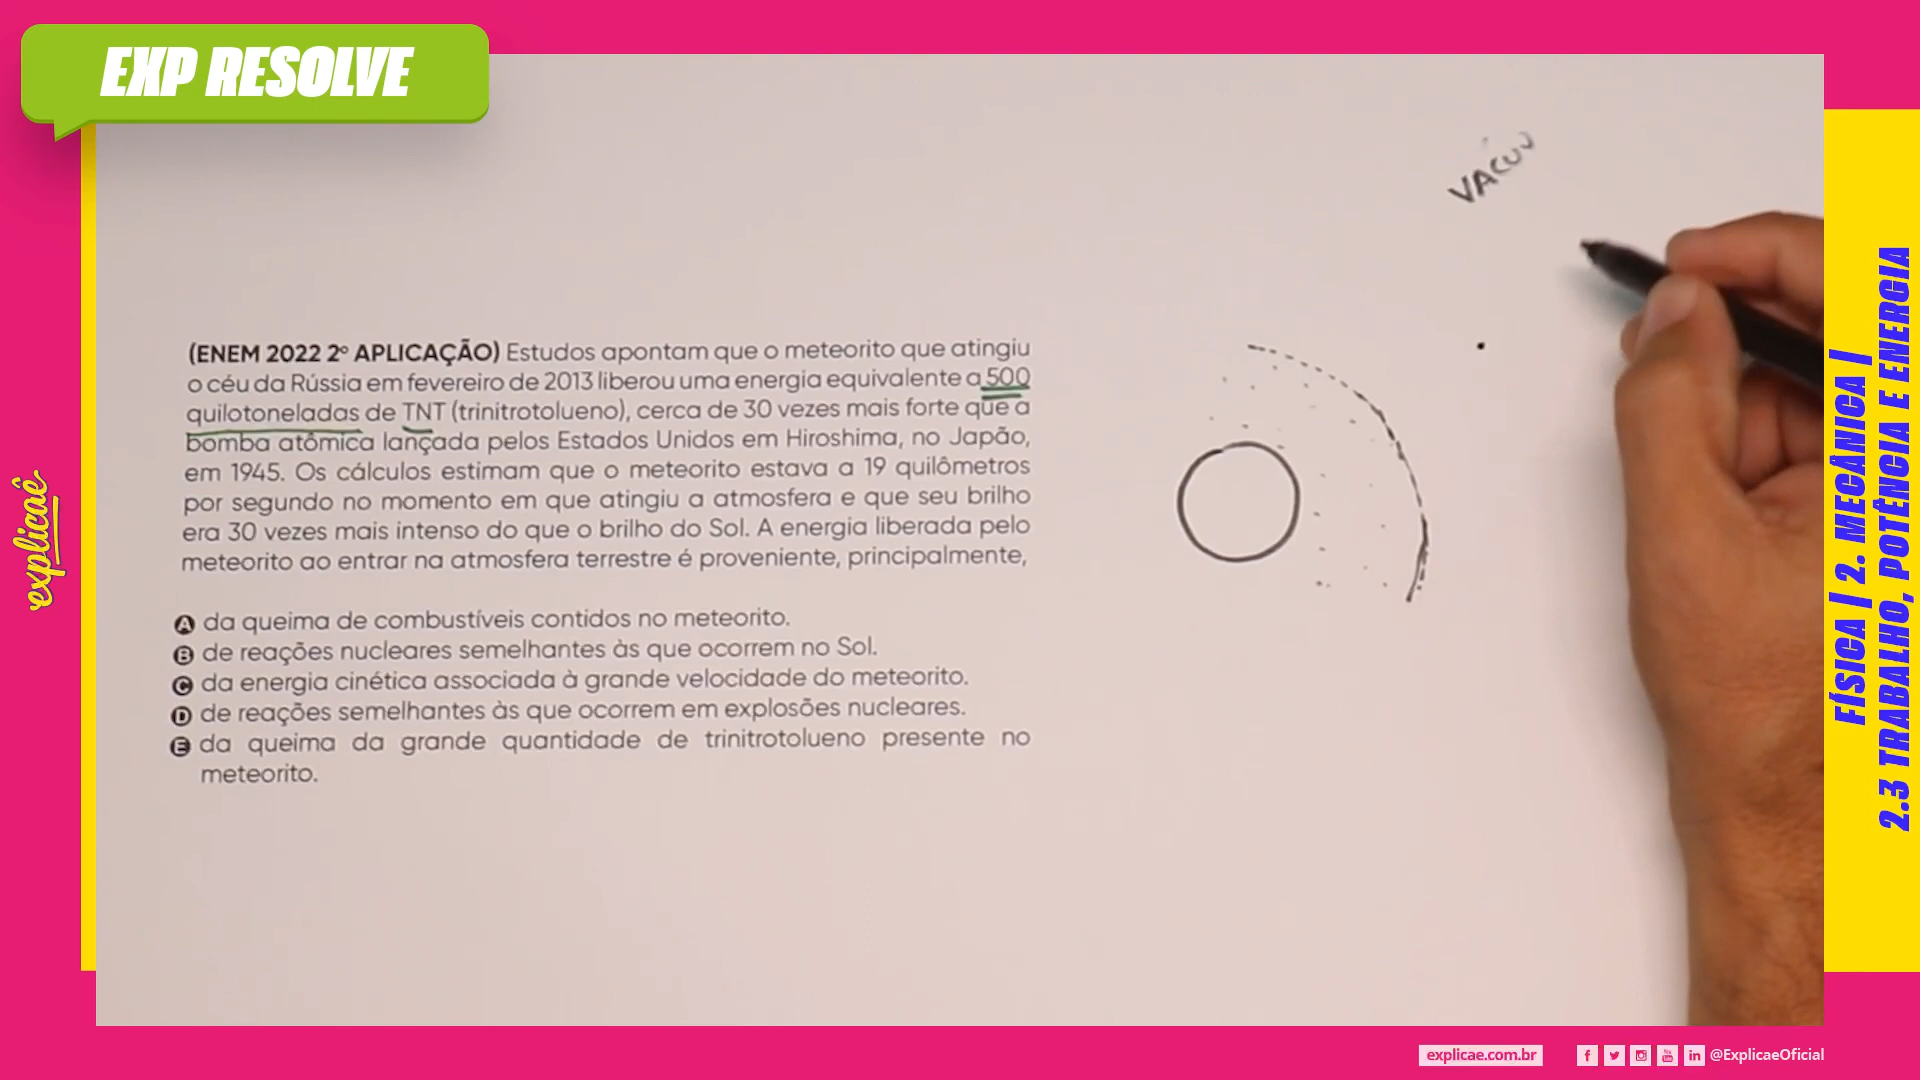 EXP RESOLVE
VÁCUO
(ENEM 2022 2º APLICAÇÃO) Estudos apontam que o meteorito que atingiu
o céu da Rússia em fevereiro de 2013 liberou uma energia equivalente a 500
quilotoneladas de TNT (trinitrotolueno), cerca de 30 vezes mais forte que a
bomba atômica lançada pelos Estados Unidos em Hiroshima, no Japão,
em 1945. Os cálculos estimam que o meteorito estava a 19 quilômetros
por segundo no momento em que atingiu a atmosfera e que seu brilho
era 30 vezes mais intenso do que o brilho do Sol. A energia liberada pelo
meteorito ao entrar na atmosfera terrestre é proveniente, principalmente,
A da queima de combustíveis contidos no meteorito.
B de reações nucleares semelhantes às que ocorrem no Sol.
C da energia cinética associada à grande velocidade do meteorito.
D de reações semelhantes às que ocorrem em explosões nucleares.
E da queima da grande quantidade de trinitrotolueno presente no
meteorito.
explicaê
FÍSICA | 2. MECÂNICA |
2.3 TRABALHO, POTÊNCIA E ENERGIA
explicae.com.br
@ExplicaeOficial